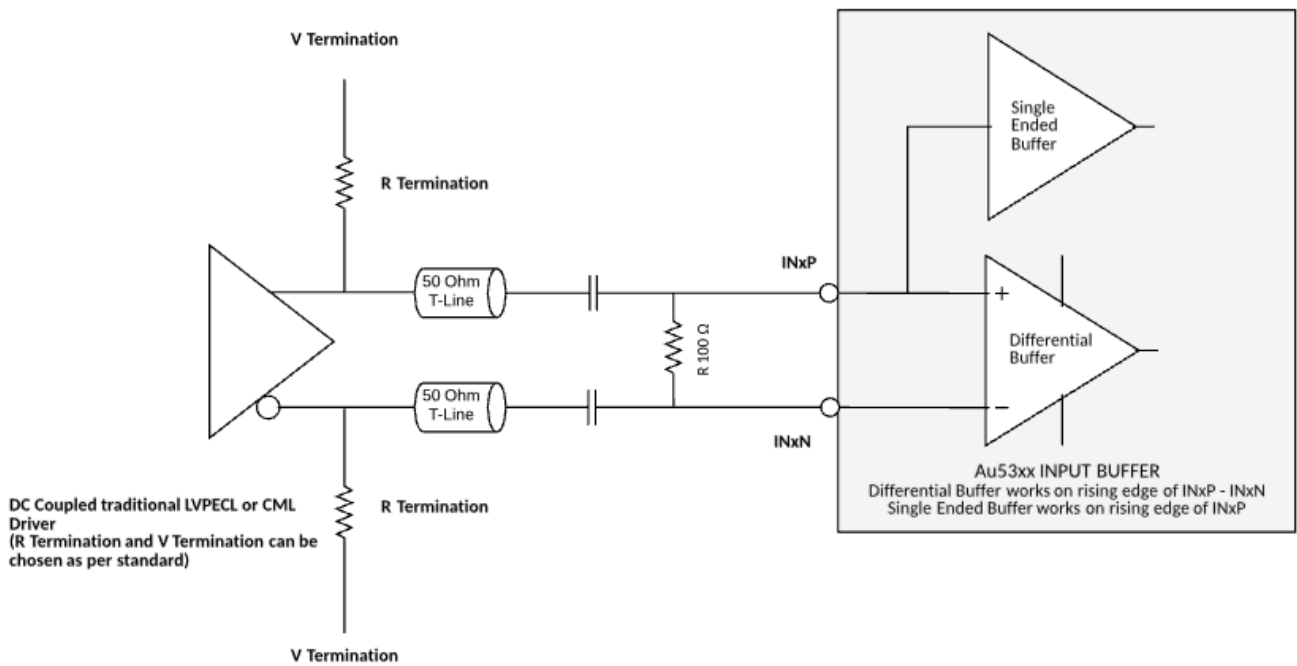 V Termination
Single
Ended
Buffer
R Termination
INxP
50 Ohm
T-Line
+
R 100 Ω
Differential
Buffer
50 Ohm
T-Line
−
INxN
Au53xx INPUT BUFFER
Differential Buffer works on rising edge of INxP - INxN
Single Ended Buffer works on rising edge of INxP
R Termination
DC Coupled traditional LVPECL or CML
Driver
(R Termination and V Termination can be
chosen as per standard)
V Termination